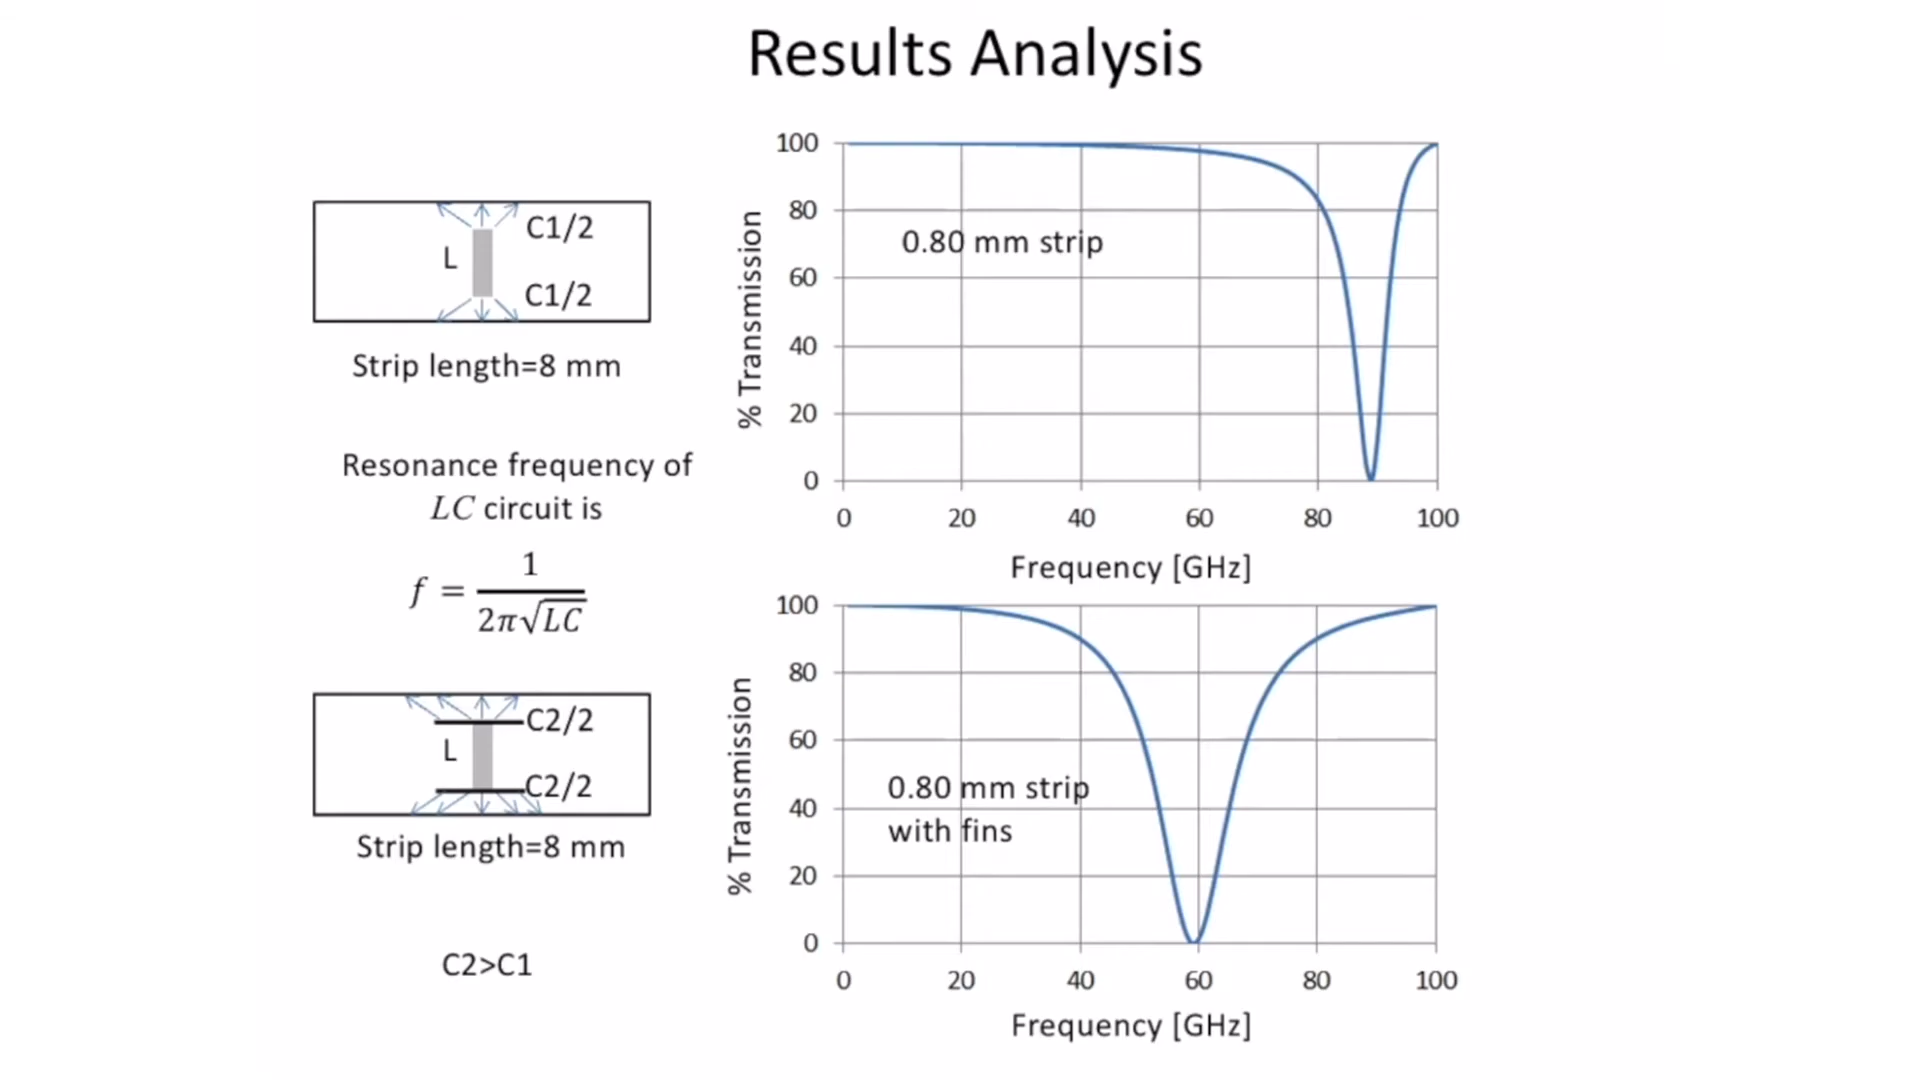 Results Analysis
C1/2
L
C1/2
Strip length=8 mm
Resonance frequency of
LC circuit is
f = 1 / 2π√LC
C2/2
L
C2/2
Strip length=8 mm
C2>C1
100
80
60
40
20
0
% Transmission
0.80 mm strip
0 20 40 60 80 100
Frequency [GHz]
100
80
60
40
20
0
% Transmission
0.80 mm strip
with fins
0 20 40 60 80 100
Frequency [GHz]